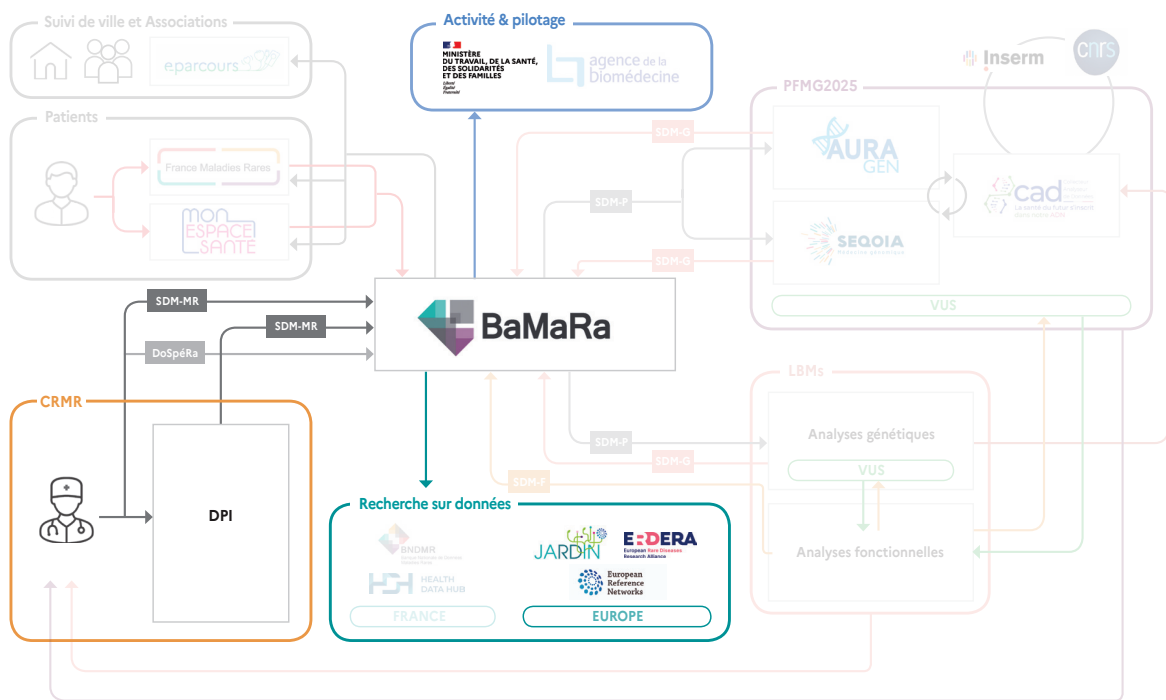 Suivi de ville et Associations
eparcours
Activité & pilotage
MINISTÈRE
DU TRAVAIL, DE LA SANTÉ,
DES SOLIDARITÉS
ET DES FAMILLES
Liberté
Égalité
Fraternité
agence de la
biomédecine
Inserm
cnrs
PFMG2025
Patients
France Maladies Rares
MON
ESPACE
SANTÉ
SDM-G
SDM-P
SDM-G
AURA
GEN
cad
SEQOIA
VUS
SDM-MR
SDM-MR
DoSpéRa
BaMaRa
CRMR
DPI
SDM-P
SDM-G
SDM-F
LBMs
Analyses génétiques
VUS
Analyses fonctionnelles
Recherche sur données
BNDMR
HEALTH
DATA HUB
FRANCE
JARDIN
ERDERA
European Rare Diseases
Research Alliance
European
Reference
Networks
EUROPE